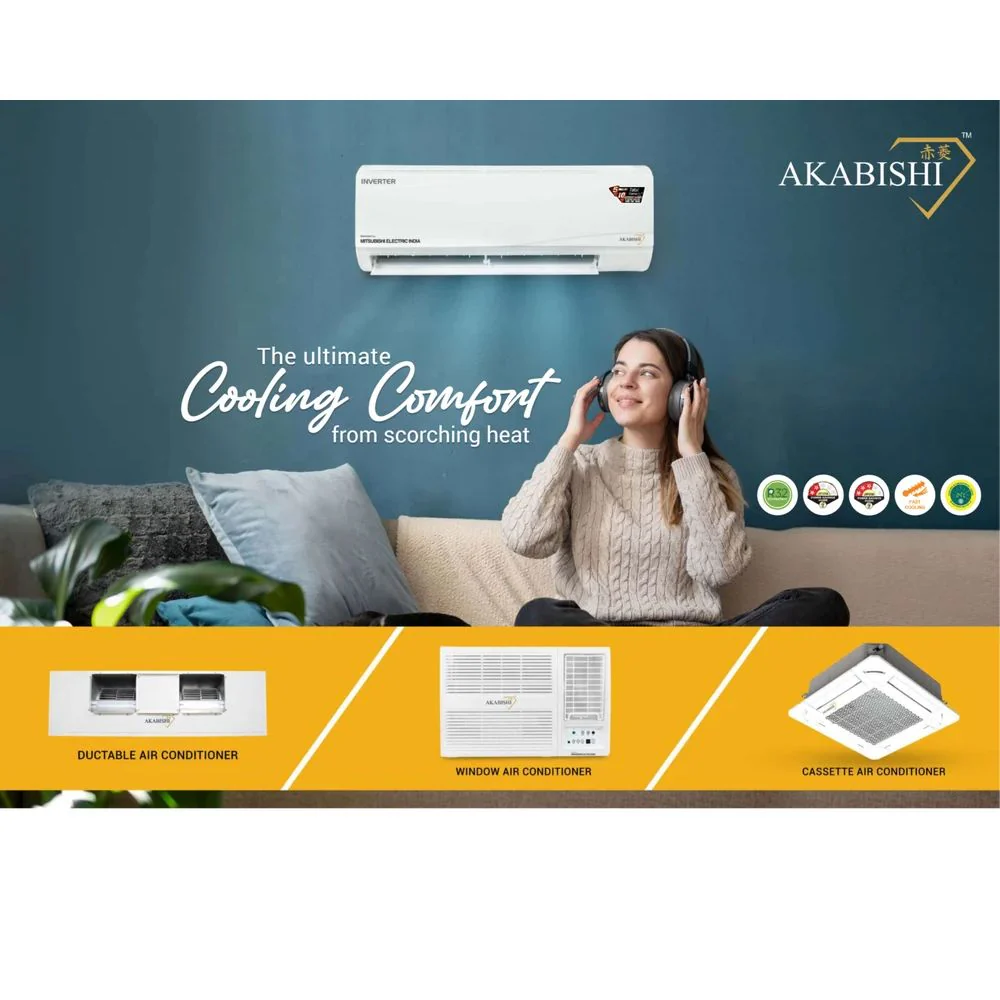 INVERTER
MITSUBISHI ELECTRIC INDIA
AKABISHI
赤菱
AKABISHI
TM
The ultimate
Cooling Comfort
from scorching heat
R32
FAST
COOLING
AKABISHI
DUCTABLE AIR CONDITIONER
AKABISHI
WINDOW AIR CONDITIONER
CASSETTE AIR CONDITIONER